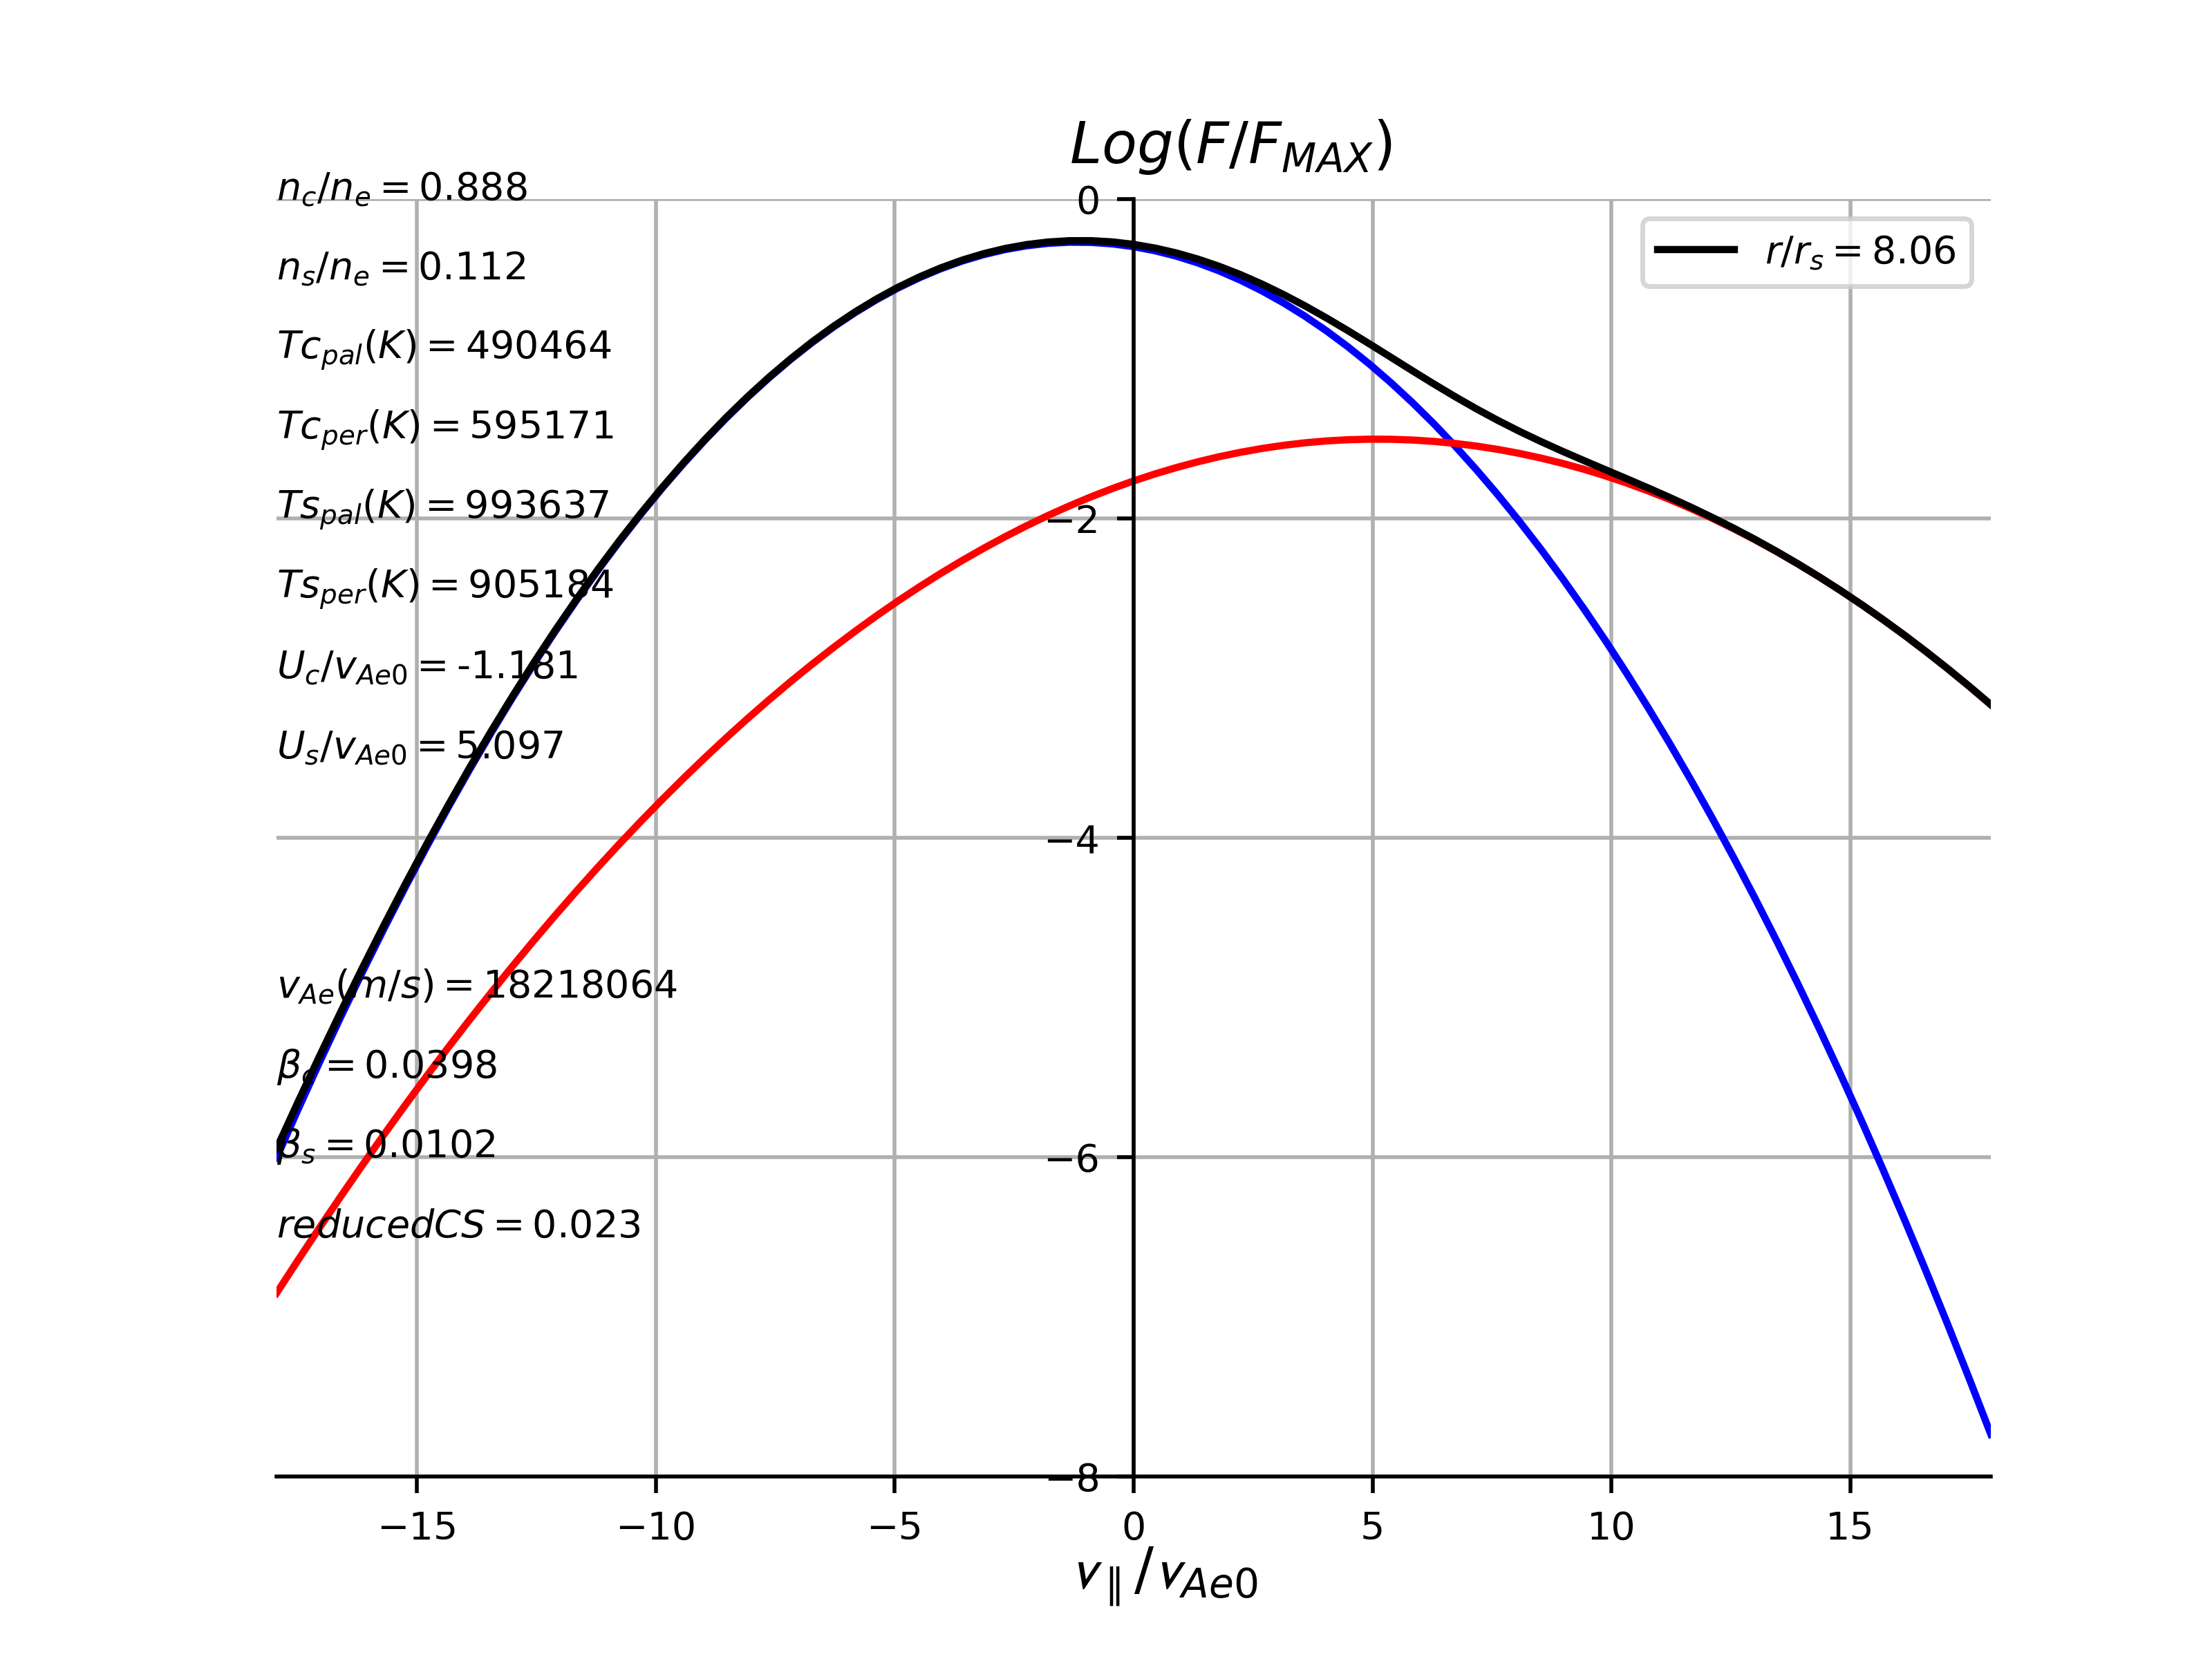 Log(F/F_MAX)
n_c/n_e = 0.888
n_s/n_e = 0.112
Tc_pal(K) = 490464
Tc_per(K) = 595171
Ts_pal(K) = 993637
Ts_per(K) = 905184
U_c/v_Ae0 = -1.181
U_s/v_Ae0 = 5.097
v_Ae(m/s) = 18218064
β_c = 0.0398
β_s = 0.0102
reducedCS = 0.023
r/r_s = 8.06
0
−2
−4
−6
−8
−15 −10 −5 0 5 10 15
v_∥/v_Ae0